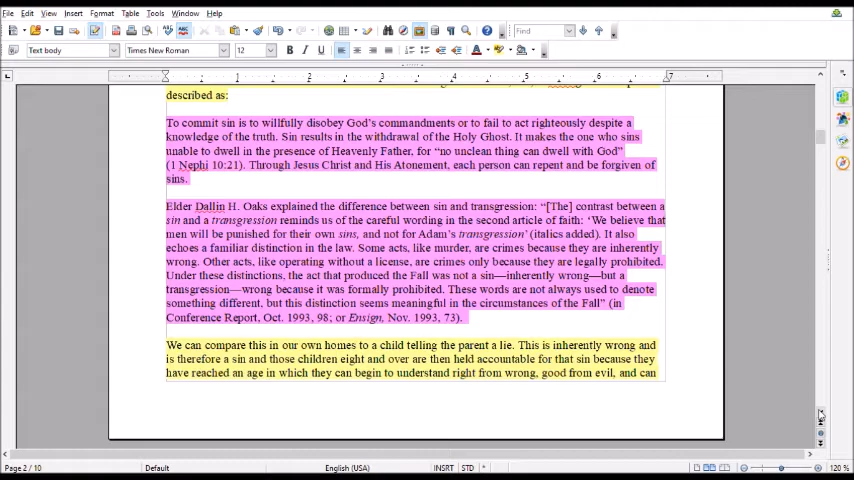 File Edit View Insert Format Table Tools Window Help
Find
Text body Times New Roman 12
1 2 3 4 5 6 7
described as:
To commit sin is to willfully disobey God's commandments or to fail to act righteously despite a
knowledge of the truth. Sin results in the withdrawal of the Holy Ghost. It makes the one who sins
unable to dwell in the presence of Heavenly Father, for "no unclean thing can dwell with God"
(1 Nephi 10:21). Through Jesus Christ and His Atonement, each person can repent and be forgiven of
sins.
Elder Dallin H. Oaks explained the difference between sin and transgression: "[The] contrast between a
sin and a transgression reminds us of the careful wording in the second article of faith: 'We believe that
men will be punished for their own sins, and not for Adam's transgression' (italics added). It also
echoes a familiar distinction in the law. Some acts, like murder, are crimes because they are inherently
wrong. Other acts, like operating without a license, are crimes only because they are legally prohibited.
Under these distinctions, the act that produced the Fall was not a sin—inherently wrong—but a
transgression—wrong because it was formally prohibited. These words are not always used to denote
something different, but this distinction seems meaningful in the circumstances of the Fall" (in
Conference Report, Oct. 1993, 98; or Ensign, Nov. 1993, 73).
We can compare this in our own homes to a child telling the parent a lie. This is inherently wrong and
is therefore a sin and those children eight and over are then held accountable for that sin because they
have reached an age in which they can begin to understand right from wrong, good from evil, and can
Page 2 / 10 Default English (USA) INSRT STD * 120 %